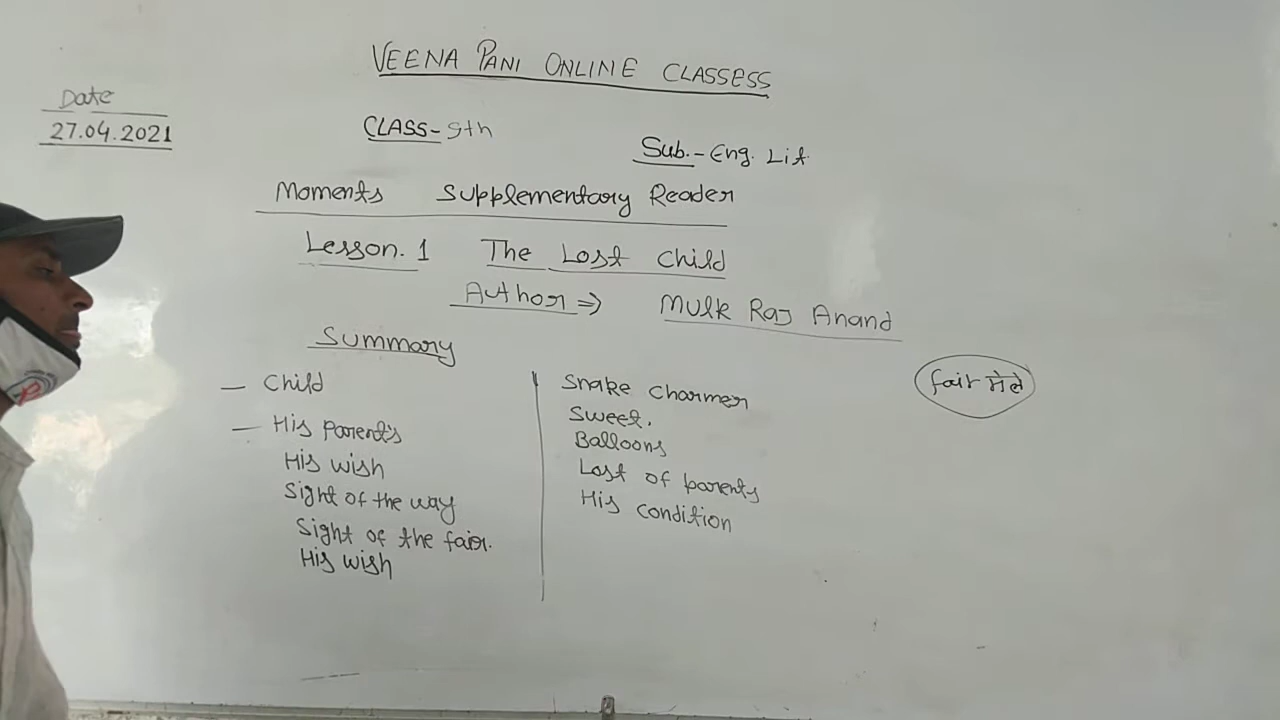 VEENA PANI ONLINE CLASSESS
Date
27.04.2021
CLASS-9th
Sub.-Eng. Lit
Moments Supplementary Reader
Lesson.1 The Lost Child
Author⇒ Mulk Raj Anand
Summary
– Child
– His Parent's
His wish
Sight of the way
Sight of the fair.
His wish
Snake charmer
Sweet.
Balloons
Lost of parents
His condition
fair मेले